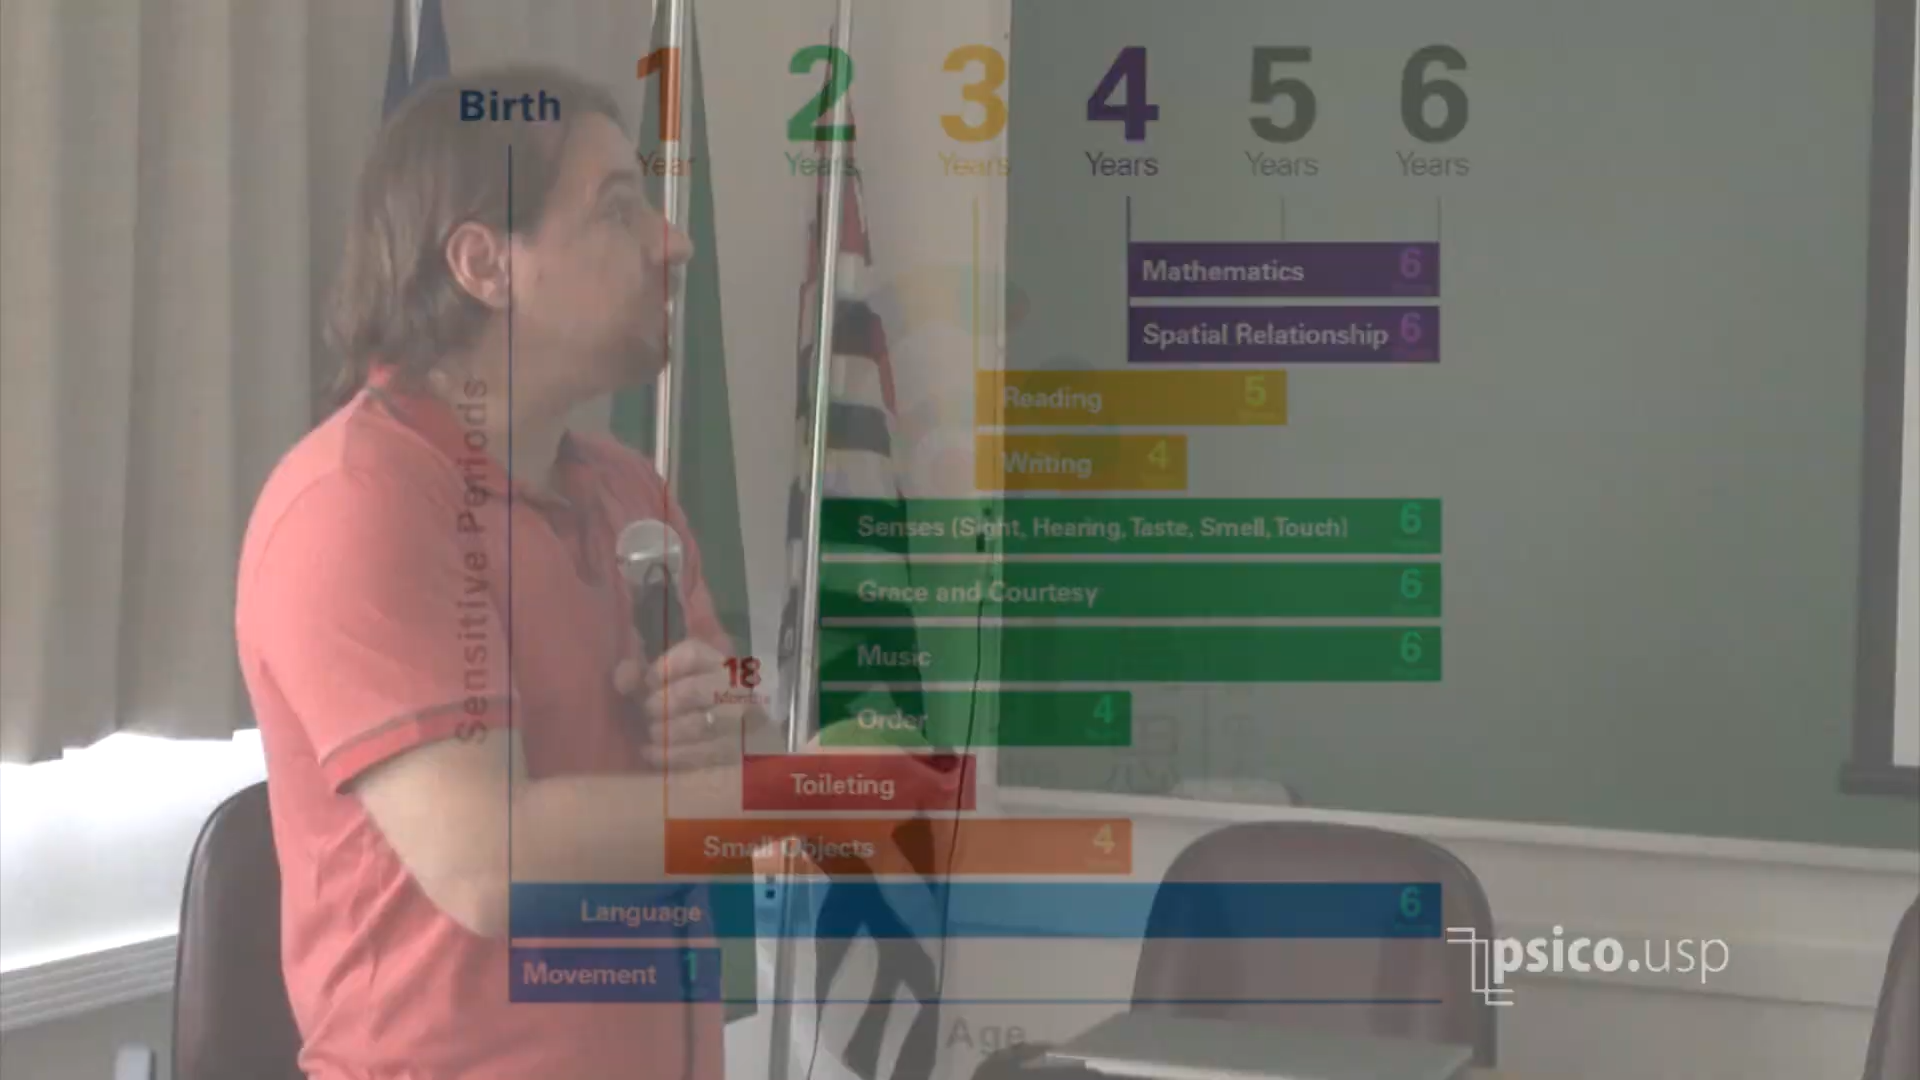 Birth
1 2 3 4 5 6
Year Years Years Years Years Years
Mathematics 6
Spatial Relationship 6
Reading 5
Writing 4
Senses (Sight, Hearing, Taste, Smell, Touch) 6
Grace and Courtesy 6
Music 6
Order 4
18
Months
Toileting
Small Objects 4
Language 6
Movement 1
Sensitive Periods
Age
psico.usp